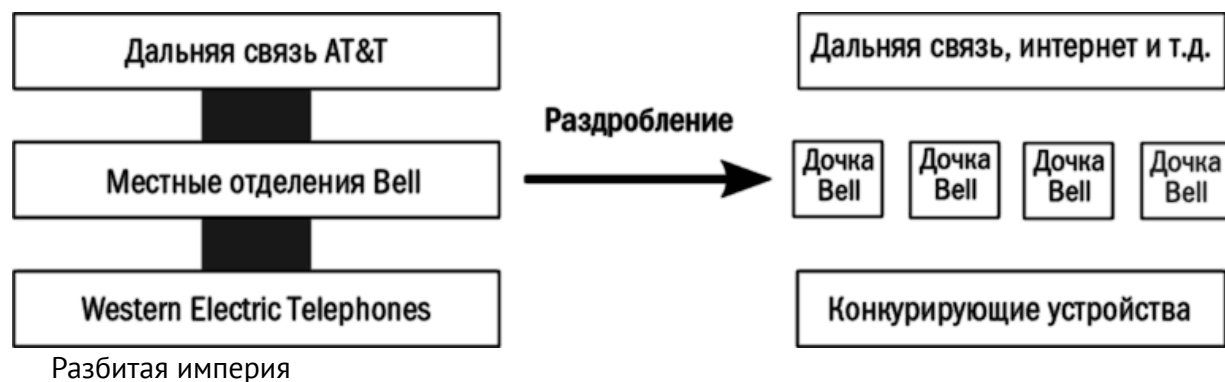 Дальняя связь AT&T
Местные отделения Bell
Western Electric Telephones
Раздробление
Дальняя связь, интернет и т.д.
Дочка
Bell
Дочка
Bell
Дочка
Bell
Дочка
Bell
Конкурирующие устройства
Разбитая империя